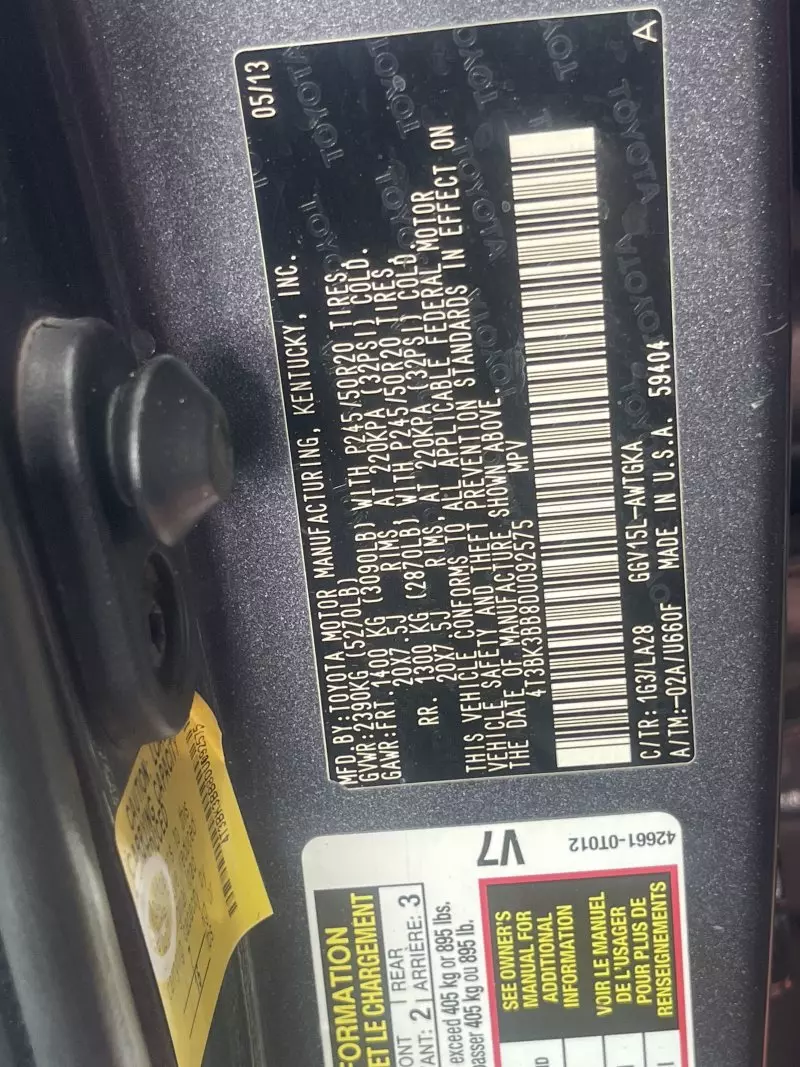 05/13
MFD. BY: TOYOTA MOTOR MANUFACTURING, KENTUCKY, INC.
GVWR: 2390KG (5270LB)
GAWR: FRT. 1400 KG (3090LB) WITH P245/50R20 TIRES,
20X7.5J RIMS, AT 220KPA (32PSI) COLD.
RR. 1300 KG (2870LB) WITH P245/50R20 TIRES,
20X7.5J RIMS, AT 220KPA (32PSI) COLD.
THIS VEHICLE CONFORMS TO ALL APPLICABLE FEDERAL MOTOR
VEHICLE SAFETY AND THEFT PREVENTION STANDARDS IN EFFECT ON
THE DATE OF MANUFACTURE SHOWN ABOVE.
4T3BK3BB8DU092575 MPV
C/TR: 1G3/LA28 GGV15L-AWTGKA
A/TM: -02A/U660F MADE IN U.S.A. 59404 A
TOYOTA
V7
42661-0T012
ET LE CHARGEMENT
2 REAR
ARRIÈRE: 3
exceed 405 kg or 895 lbs.
405 kg ou 895 lb.
SEE OWNER'S
MANUAL FOR
ADDITIONAL
INFORMATION
VOIR LE MANUEL
DE L'USAGER
POUR PLUS DE
RENSEIGNEMENTS
4T3BK3BB8DU092575